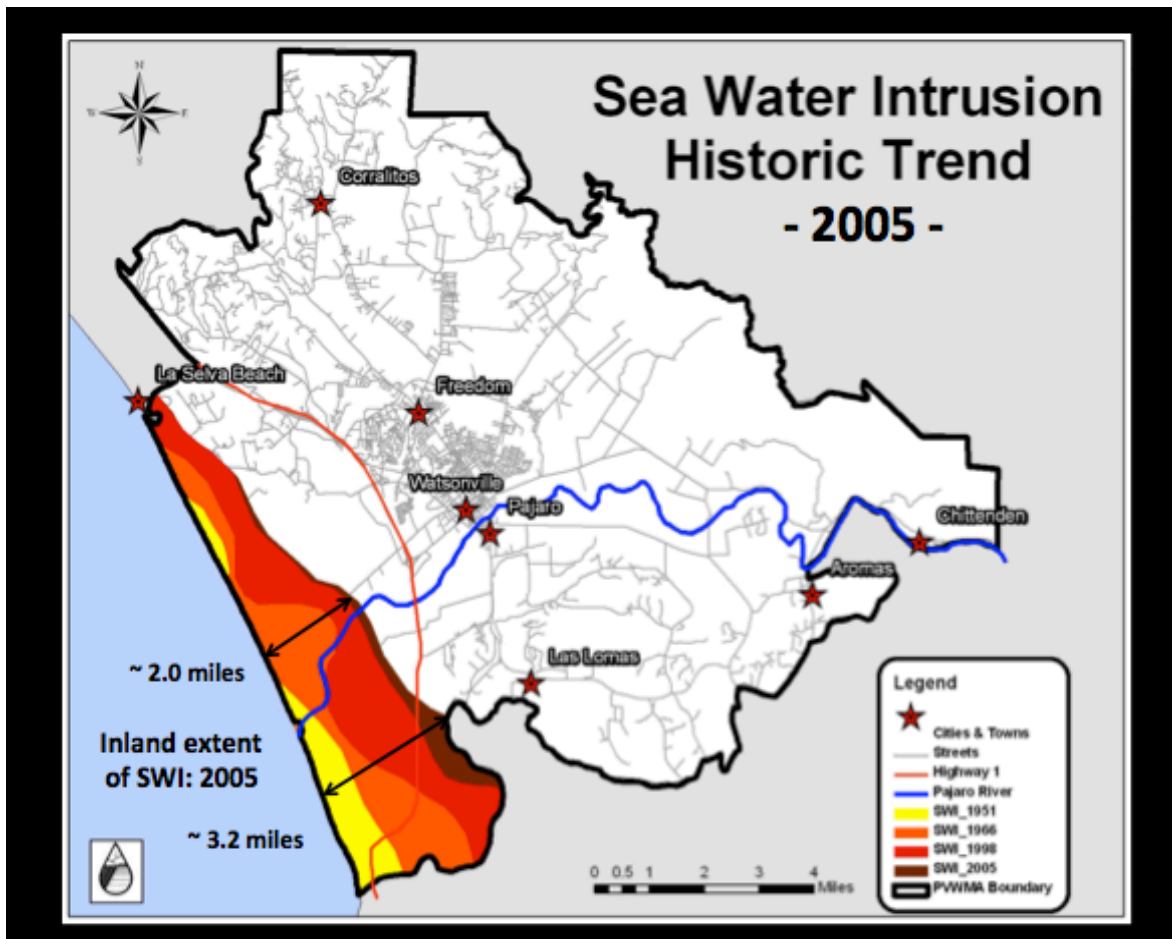 Sea Water Intrusion
Historic Trend
- 2005 -
N
W
E
S
Corralitos
La Selva Beach
Freedom
Watsonville
Pajaro
Chittenden
Aromas
Las Lomas
~ 2.0 miles
Inland extent
of SWI: 2005
~ 3.2 miles
0 0.5 1 2 3 4
Miles
Legend
Cities & Towns
Streets
Highway 1
Pajaro River
SWI_1951
SWI_1966
SWI_1998
SWI_2005
PVWMA Boundary